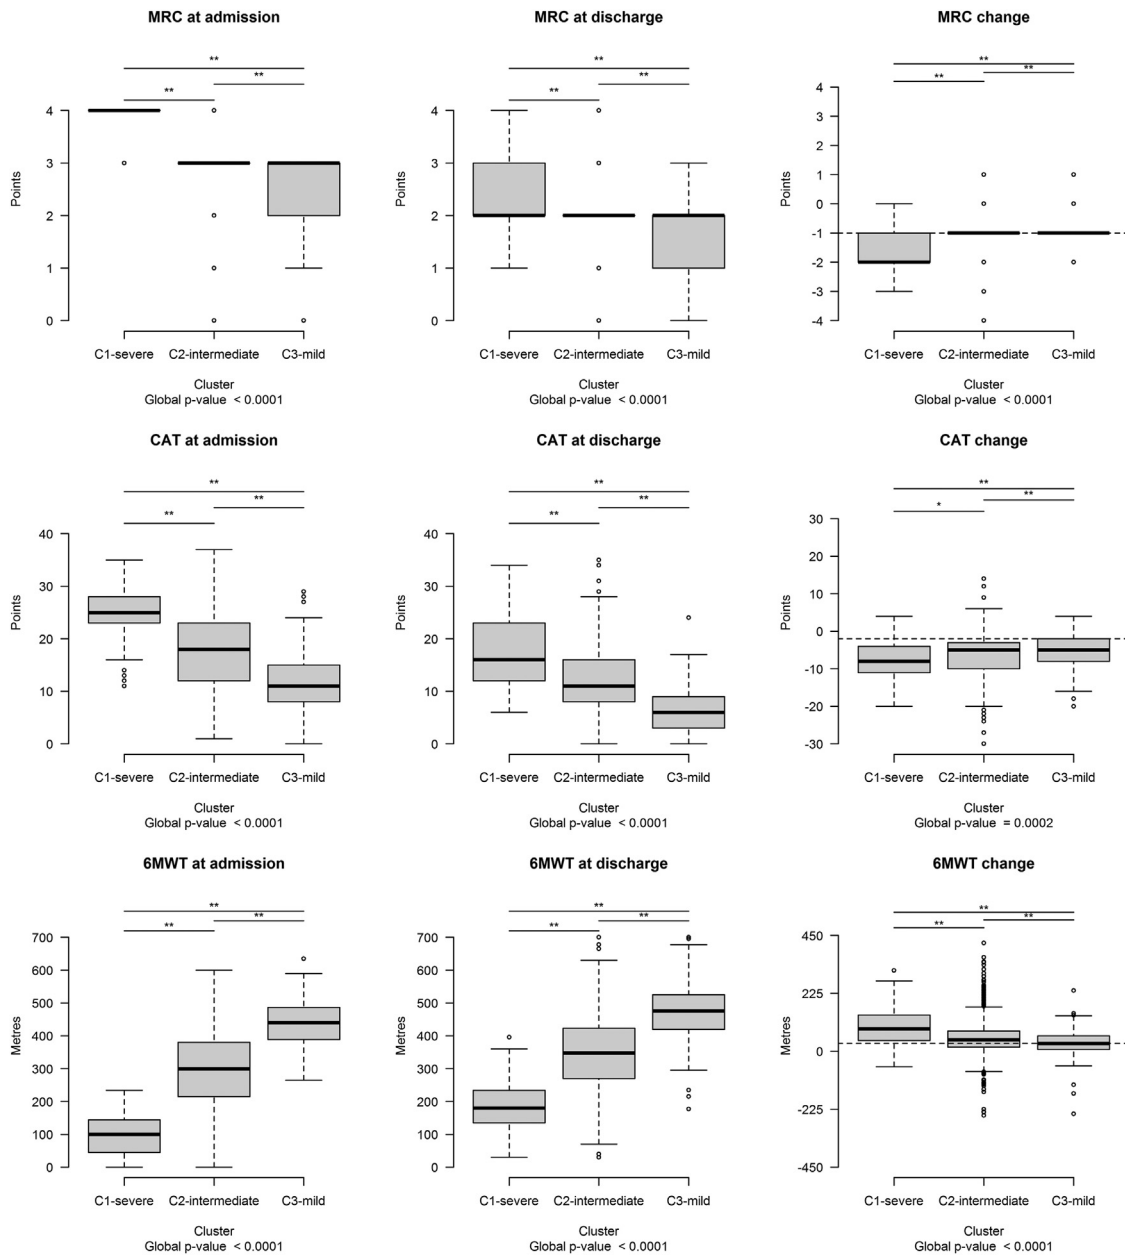 MRC at admission
**
**
**
Points
4
3
2
1
0
C1-severe C2-intermediate C3-mild
Cluster
Global p-value < 0.0001
MRC at discharge
**
**
**
Points
4
3
2
1
0
C1-severe C2-intermediate C3-mild
Cluster
Global p-value < 0.0001
MRC change
**
**
**
Points
4
3
2
1
0
-1
-2
-3
-4
C1-severe C2-intermediate C3-mild
Cluster
Global p-value < 0.0001
CAT at admission
**
**
**
Points
40
30
20
10
0
C1-severe C2-intermediate C3-mild
Cluster
Global p-value < 0.0001
CAT at discharge
**
**
**
Points
40
30
20
10
0
C1-severe C2-intermediate C3-mild
Cluster
Global p-value < 0.0001
CAT change
**
**
*
Points
30
20
10
0
-10
-20
-30
C1-severe C2-intermediate C3-mild
Cluster
Global p-value = 0.0002
6MWT at admission
**
**
**
Metres
700
600
500
400
300
200
100
0
C1-severe C2-intermediate C3-mild
Cluster
Global p-value < 0.0001
6MWT at discharge
**
**
**
Metres
700
600
500
400
300
200
100
0
C1-severe C2-intermediate C3-mild
Cluster
Global p-value < 0.0001
6MWT change
**
**
**
Metres
450
225
0
-225
-450
C1-severe C2-intermediate C3-mild
Cluster
Global p-value < 0.0001